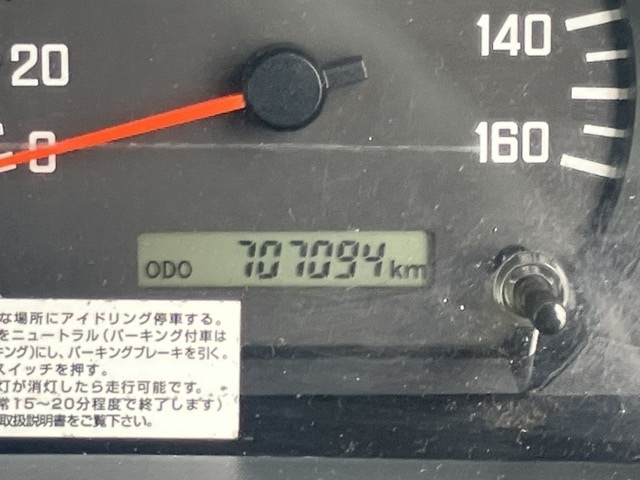 20
140
0
160
ODO 707094 km
な場所にアイドリング停車する。
をニュートラル(パーキング付車は
ング)にし、パーキングブレーキを引く。
スイッチを押す。
灯が消灯したら走行可能です。
常15〜20分程度で終了します)
取扱説明書をご覧下さい。